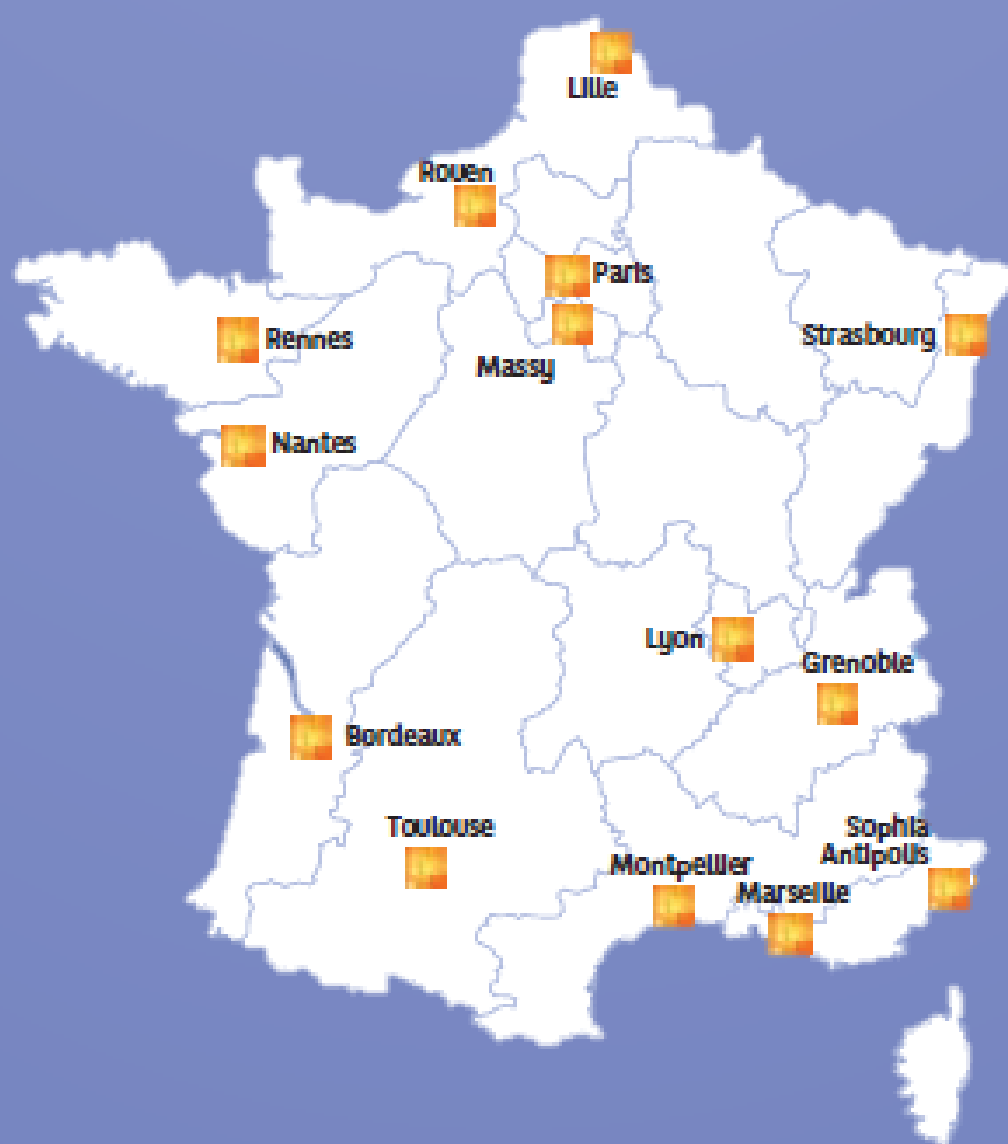 Lille
Rouen
Paris
Rennes
Strasbourg
Massy
Nantes
Lyon
Grenoble
Bordeaux
Toulouse
Sophia
Antipolis
Montpellier
Marseille